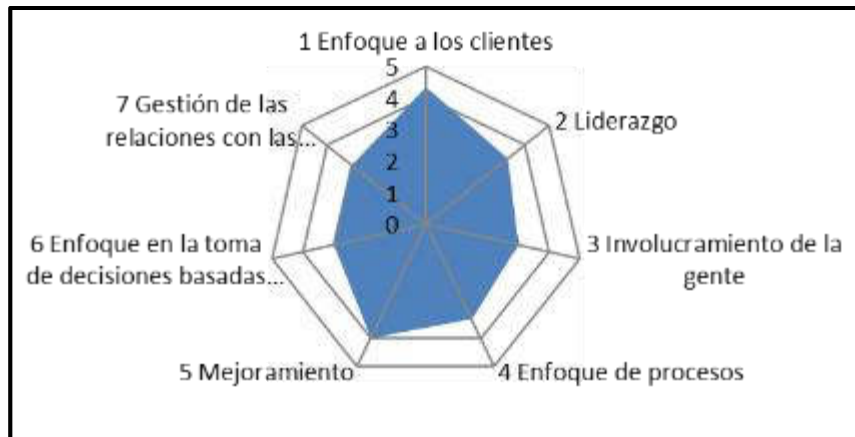 1 Enfoque a los clientes
5
4
3
2
1
0
2 Liderazgo
3 Involucramiento de la
gente
4 Enfoque de procesos
5 Mejoramiento
6 Enfoque en la toma
de decisiones basadas...
7 Gestión de las
relaciones con las...